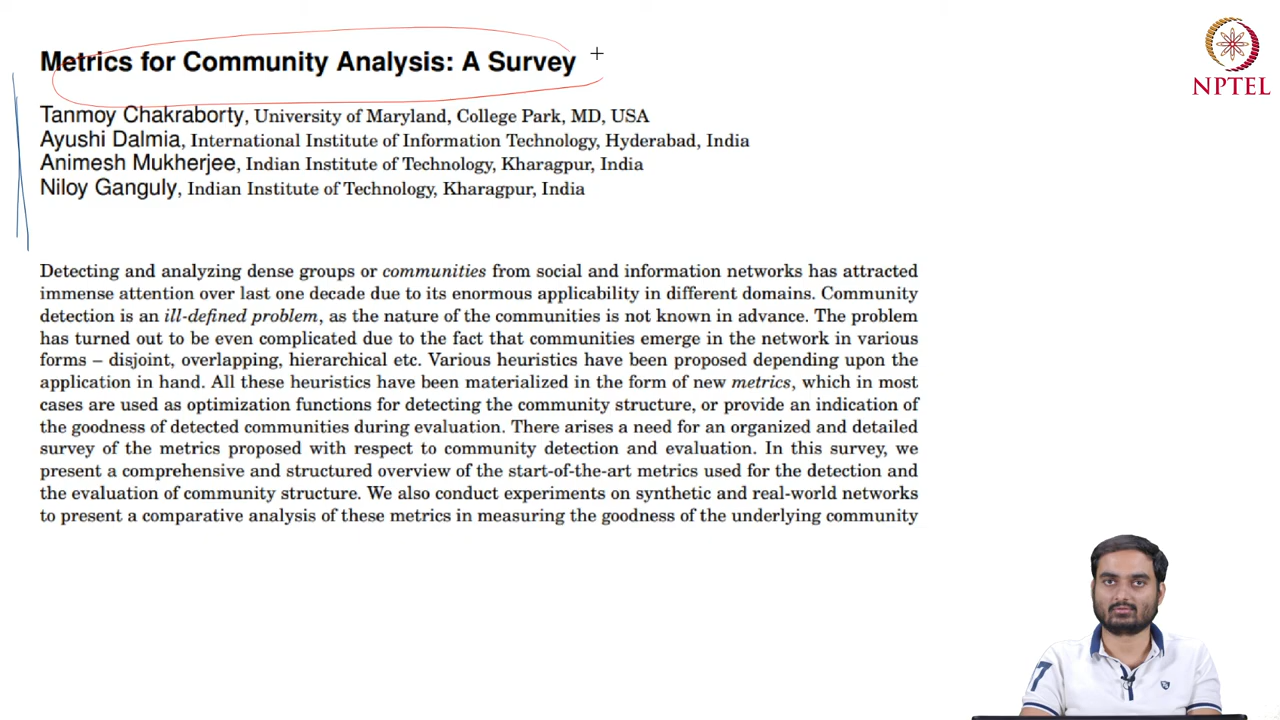 Metrics for Community Analysis: A Survey
NPTEL
Tanmoy Chakraborty, University of Maryland, College Park, MD, USA
Ayushi Dalmia, International Institute of Information Technology, Hyderabad, India
Animesh Mukherjee, Indian Institute of Technology, Kharagpur, India
Niloy Ganguly, Indian Institute of Technology, Kharagpur, India
Detecting and analyzing dense groups or communities from social and information networks has attracted
immense attention over last one decade due to its enormous applicability in different domains. Community
detection is an ill-defined problem, as the nature of the communities is not known in advance. The problem
has turned out to be even complicated due to the fact that communities emerge in the network in various
forms – disjoint, overlapping, hierarchical etc. Various heuristics have been proposed depending upon the
application in hand. All these heuristics have been materialized in the form of new metrics, which in most
cases are used as optimization functions for detecting the community structure, or provide an indication of
the goodness of detected communities during evaluation. There arises a need for an organized and detailed
survey of the metrics proposed with respect to community detection and evaluation. In this survey, we
present a comprehensive and structured overview of the start-of-the-art metrics used for the detection and
the evaluation of community structure. We also conduct experiments on synthetic and real-world networks
to present a comparative analysis of these metrics in measuring the goodness of the underlying community
7